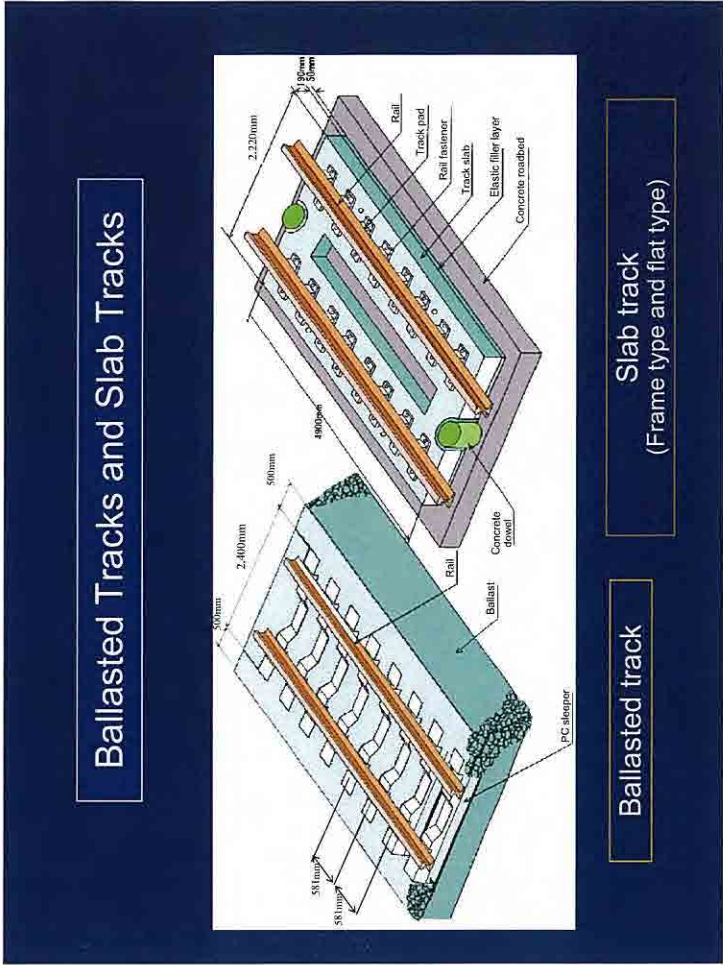 Ballasted Tracks and Slab Tracks
500mm
2,400mm
500mm
581mm
581mm
Rail
Ballast
PC sleeper
2,220mm
190mm
50mm
4900mm
Rail
Track pad
Rail fastenor
Track slab
Elastic filler layer
Concrete roadbed
Concrete
dowel
Ballasted track
Slab track
(Frame type and flat type)